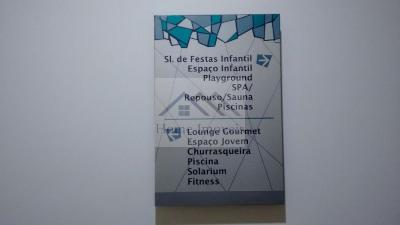 Sl. de Festas Infantil
Espaço Infantil
Playground
SPA/
Repouso/Sauna
Piscinas
Lounge Gourmet
Espaço Jovem
Churrasqueira
Piscina
Solarium
Fitness